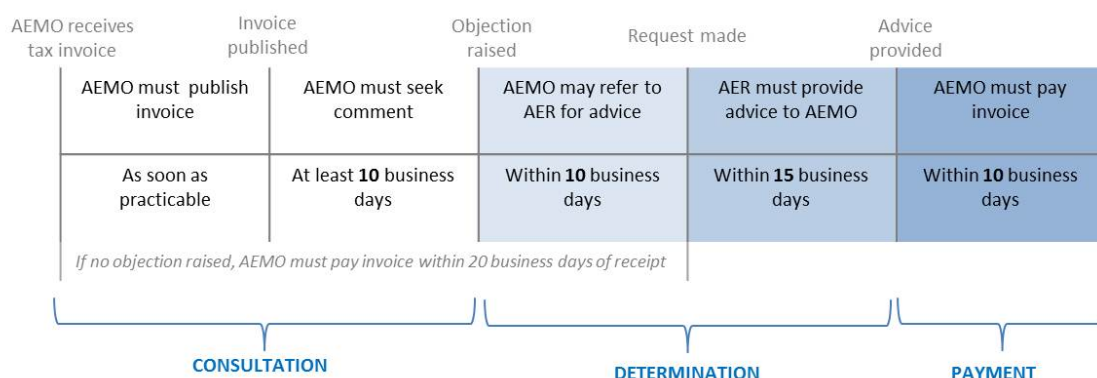 AEMO receives
tax invoice
Invoice
published
Objection
raised
Request made
Advice
provided
AEMO must publish
invoice
AEMO must seek
comment
AEMO may refer to
AER for advice
AER must provide
advice to AEMO
AEMO must pay
invoice
As soon as
practicable
At least 10 business
days
Within 10 business
days
Within 15 business
days
Within 10 business
days
If no objection raised, AEMO must pay invoice within 20 business days of receipt
CONSULTATION
DETERMINATION
PAYMENT